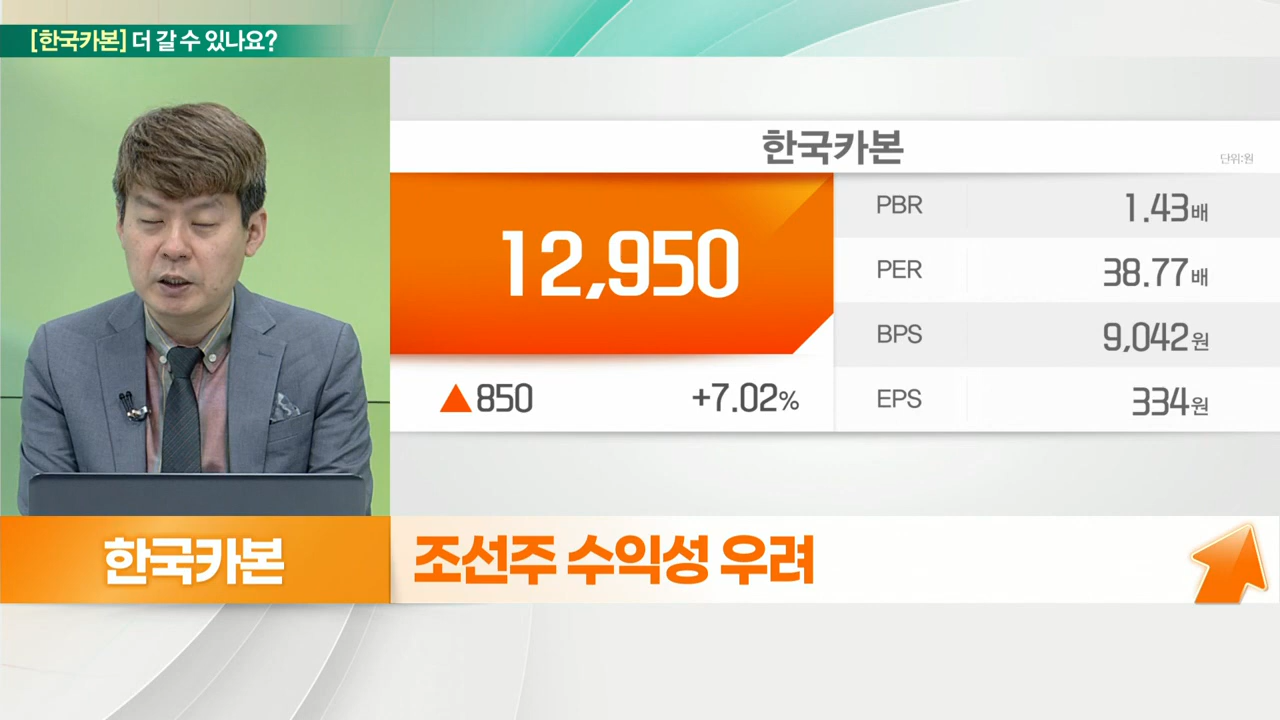 [한국카본] 더 갈 수 있나요?
한국카본
단위:원
12,950
▲850 +7.02%
PBR 1.43배
PER 38.77배
BPS 9,042원
EPS 334원
한국카본
조선주 수익성 우려